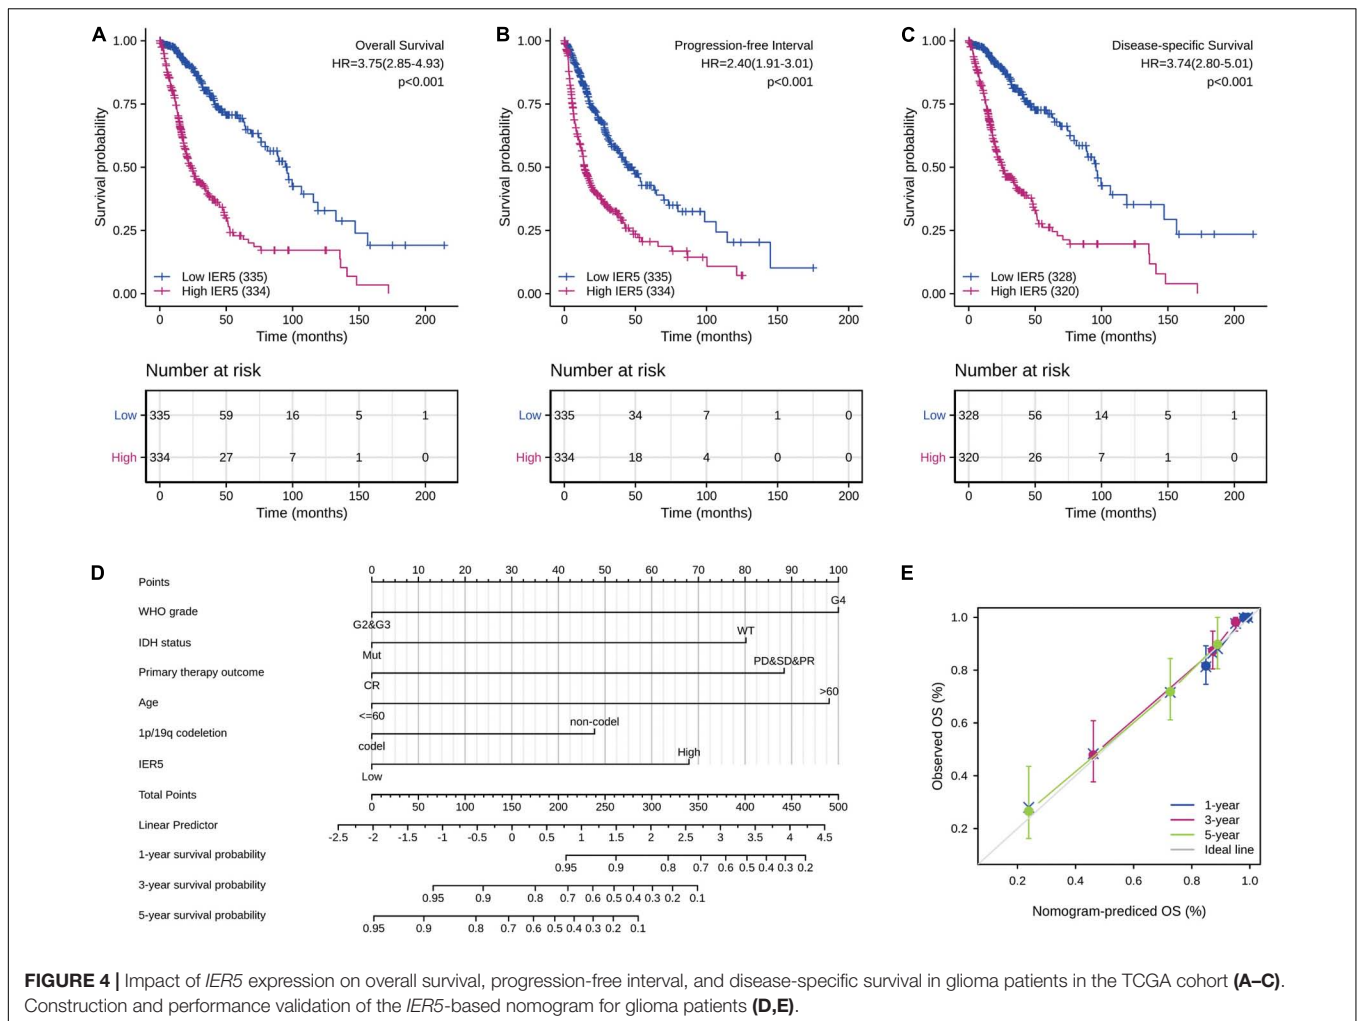 A
1.00
0.75
0.50
0.25
0.00
Survival probability
Overall Survival
HR=3.75(2.85-4.93)
p<0.001
Low IER5 (335)
High IER5 (334)
0 50 100 150 200
Time (months)
Number at risk
Low 335 59 16 5 1
High 334 27 7 1 0
0 50 100 150 200
Time (months)
B
1.00
0.75
0.50
0.25
0.00
Survival probability
Progression-free Interval
HR=2.40(1.91-3.01)
p<0.001
Low IER5 (335)
High IER5 (334)
0 50 100 150 200
Time (months)
Number at risk
Low 335 34 7 1 0
High 334 18 4 0 0
0 50 100 150 200
Time (months)
C
1.00
0.75
0.50
0.25
0.00
Survival probability
Disease-specific Survival
HR=3.74(2.80-5.01)
p<0.001
Low IER5 (328)
High IER5 (320)
0 50 100 150 200
Time (months)
Number at risk
Low 328 56 14 5 1
High 320 26 7 1 0
0 50 100 150 200
Time (months)
D
Points 0 10 20 30 40 50 60 70 80 90 100
WHO grade G2&G3 G4
IDH status Mut WT
Primary therapy outcome CR PD&SD&PR
Age <=60 >60
1p/19q codeletion codel non-codel
IER5 Low High
Total Points 0 50 100 150 200 250 300 350 400 450 500
Linear Predictor -2.5 -2 -1.5 -1 -0.5 0 0.5 1 1.5 2 2.5 3 3.5 4 4.5
1-year survival probability 0.95 0.9 0.8 0.7 0.6 0.5 0.4 0.3 0.2
3-year survival probability 0.95 0.9 0.8 0.7 0.6 0.5 0.4 0.3 0.2 0.1
5-year survival probability 0.95 0.9 0.8 0.7 0.6 0.5 0.4 0.3 0.2 0.1
E
1.0
0.8
0.6
0.4
0.2
Observed OS (%)
1-year
3-year
5-year
Ideal line
0.2 0.4 0.6 0.8 1.0
Nomogram-prediced OS (%)
FIGURE 4 | Impact of IER5 expression on overall survival, progression-free interval, and disease-specific survival in glioma patients in the TCGA cohort (A–C).
Construction and performance validation of the IER5-based nomogram for glioma patients (D,E).